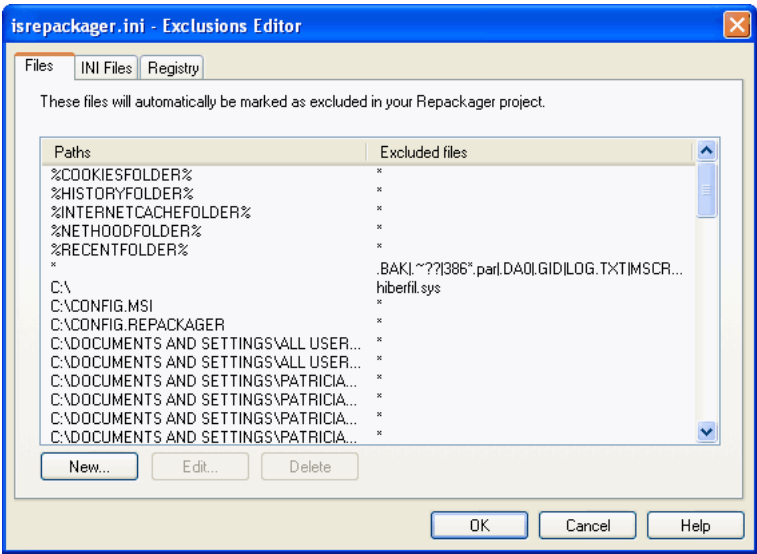 isrepackager.ini - Exclusions Editor
Files INI Files Registry
These files will automatically be marked as excluded in your Repackager project.
Paths Excluded files
%COOKIESFOLDER% *
%HISTORYFOLDER% *
%INTERNETCACHEFOLDER% *
%NETHOODFOLDER% *
%RECENTFOLDER% *
* .BAK|.~??|386*.par|.DA0|.GID|LOG.TXT|MSCR...
C:\ hiberfil.sys
C:\CONFIG.MSI *
C:\CONFIG.REPACKAGER *
C:\DOCUMENTS AND SETTINGS\ALL USER... *
C:\DOCUMENTS AND SETTINGS\ALL USER... *
C:\DOCUMENTS AND SETTINGS\PATRICIA... *
C:\DOCUMENTS AND SETTINGS\PATRICIA... *
C:\DOCUMENTS AND SETTINGS\PATRICIA... *
C:\DOCUMENTS AND SETTINGS\PATRICIA... *
New... Edit... Delete
OK Cancel Help